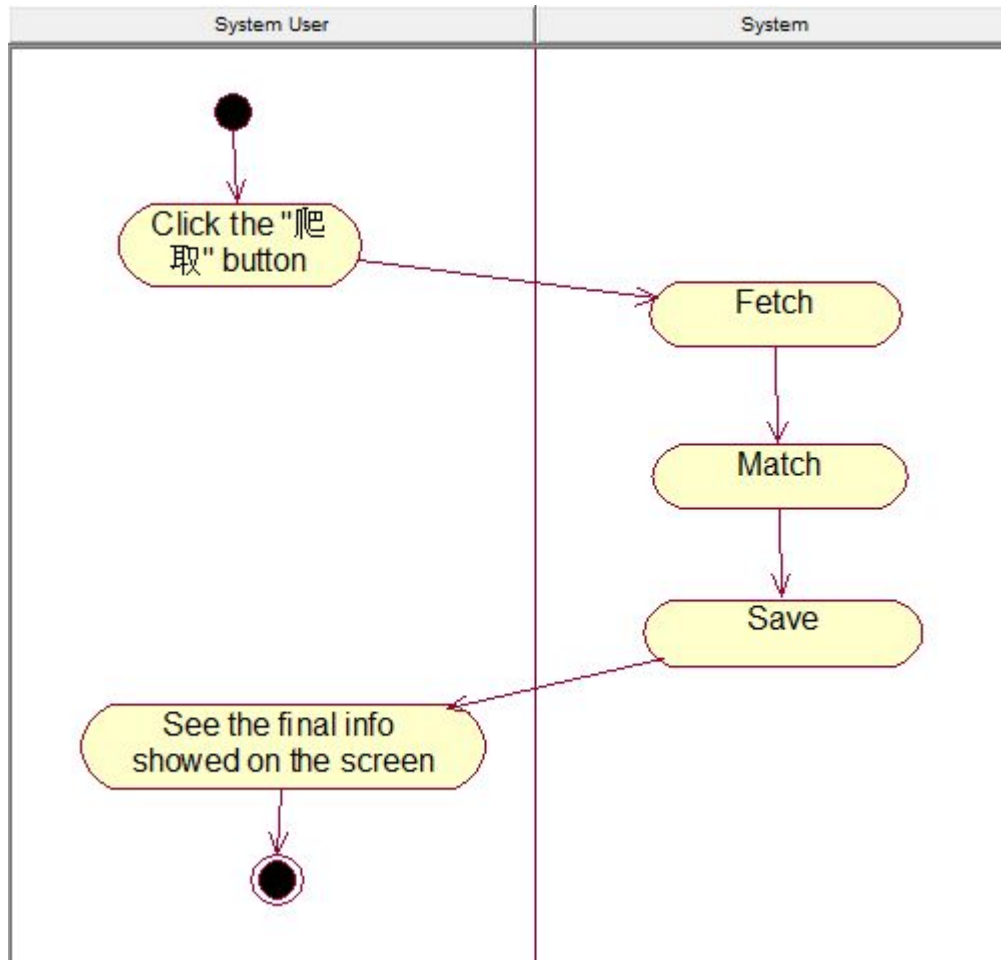 System User
System
Click the "爬
取" button
Fetch
Match
Save
See the final info
showed on the screen